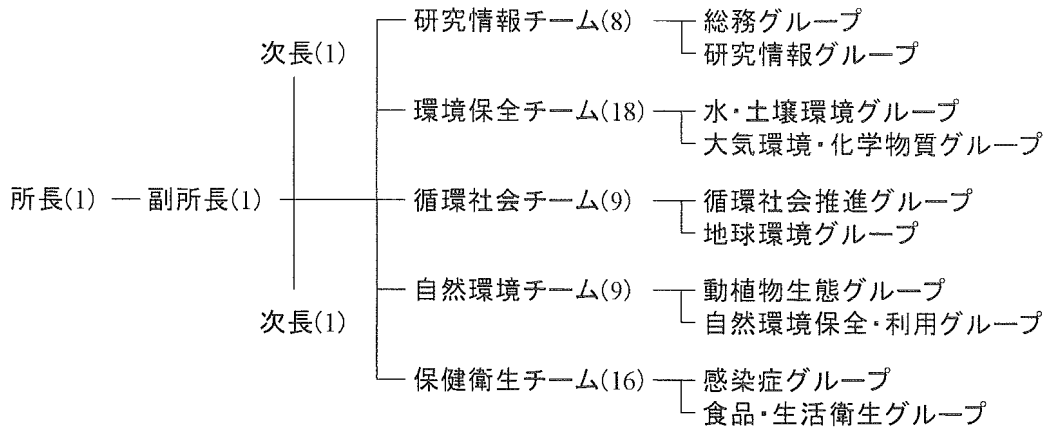 研究情報チーム(8) 総務グループ
研究情報グループ
次長(1)
環境保全チーム(18) 水・土壌環境グループ
大気環境・化学物質グループ
所長(1) 副所長(1) 循環社会チーム(9) 循環社会推進グループ
地球環境グループ
自然環境チーム(9) 動植物生態グループ
自然環境保全・利用グループ
次長(1)
保健衛生チーム(16) 感染症グループ
食品・生活衛生グループ